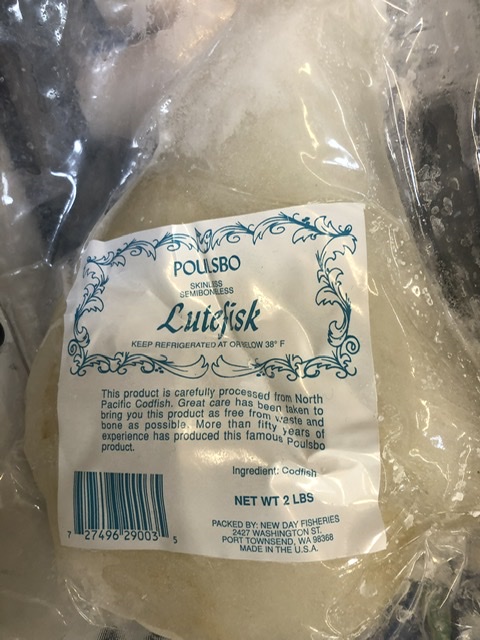 POULSBO
SKINLESS
SEMIBONELESS
Lutefisk
KEEP REFRIGERATED AT OR BELOW 38° F
This product is carefully processed from North
Pacific Codfish. Great care has been taken to
bring you this product as free from waste and
bone as possible. More than fifty years of
experience has produced this famous Poulsbo
product.
Ingredient: Codfish
NET WT 2 LBS
7 27496 29003 5
PACKED BY: NEW DAY FISHERIES
2427 WASHINGTON ST.
PORT TOWNSEND, WA 98368
MADE IN THE U.S.A.